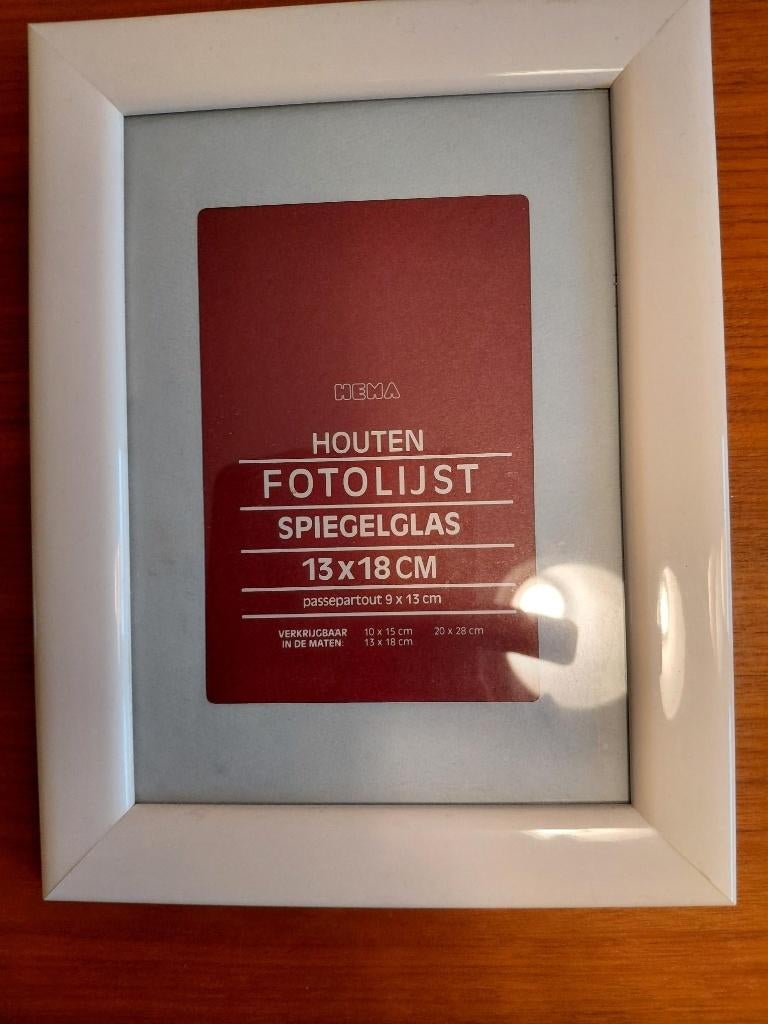 HEMA
HOUTEN
FOTOLIJST
SPIEGELGLAS
13 x 18 CM
passepartout 9 x 13 cm
VERKRIJGBAAR 10 x 15 cm 20 x 28 cm
IN DE MATEN: 13 x 18 cm